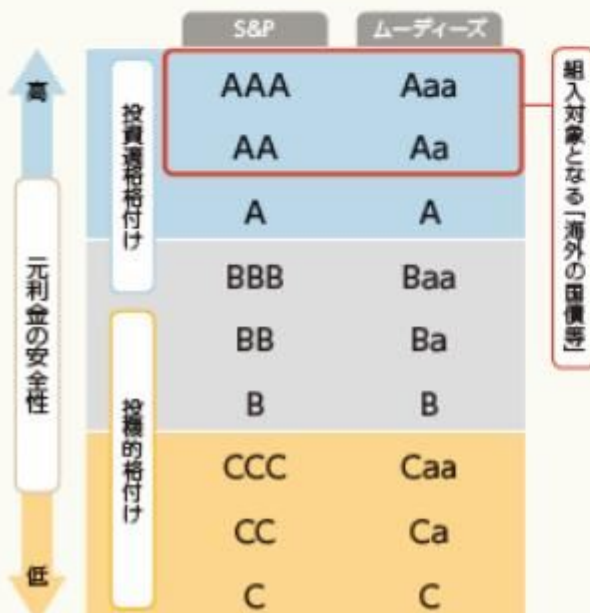 S&P ムーディーズ
高
元利金の安全性
低
投資適格格付け
投機的格付け
AAA Aaa
AA Aa
A A
BBB Baa
BB Ba
B B
CCC Caa
CC Ca
C C
組入対象となる「海外の国債等」